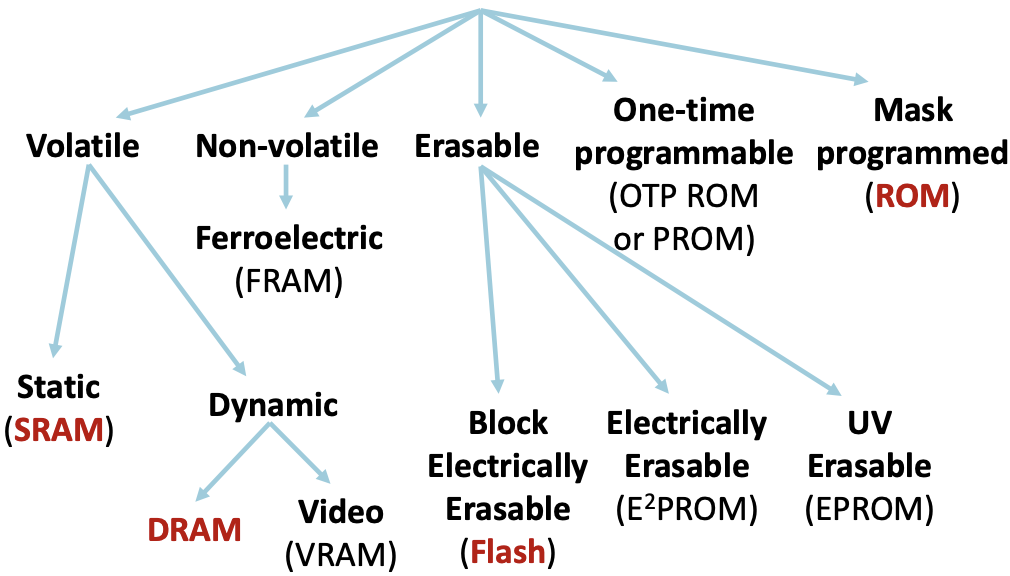 Volatile
Non-volatile
Erasable
One-time
programmable
(OTP ROM
or PROM)
Mask
programmed
(ROM)
Ferroelectric
(FRAM)
Static
(SRAM)
Dynamic
DRAM
Video
(VRAM)
Block
Electrically
Erasable
(Flash)
Electrically
Erasable
(E²PROM)
UV
Erasable
(EPROM)